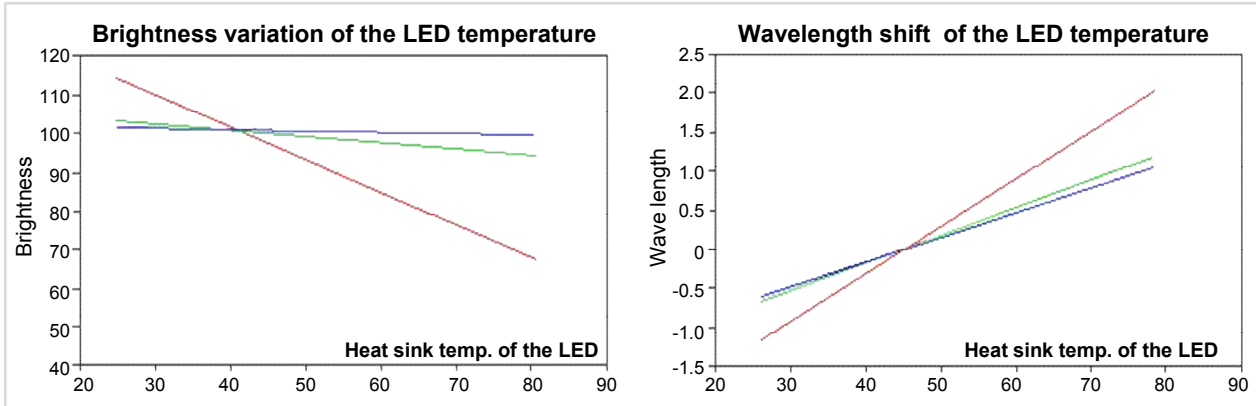 Brightness variation of the LED temperature
120
110
100
90
80
70
60
50
40
Brightness
Heat sink temp. of the LED
20 30 40 50 60 70 80 90
Wavelength shift of the LED temperature
2.5
2.0
1.5
1.0
0.5
0
-0.5
-1.0
-1.5
Wave length
Heat sink temp. of the LED
20 30 40 50 60 70 80 90